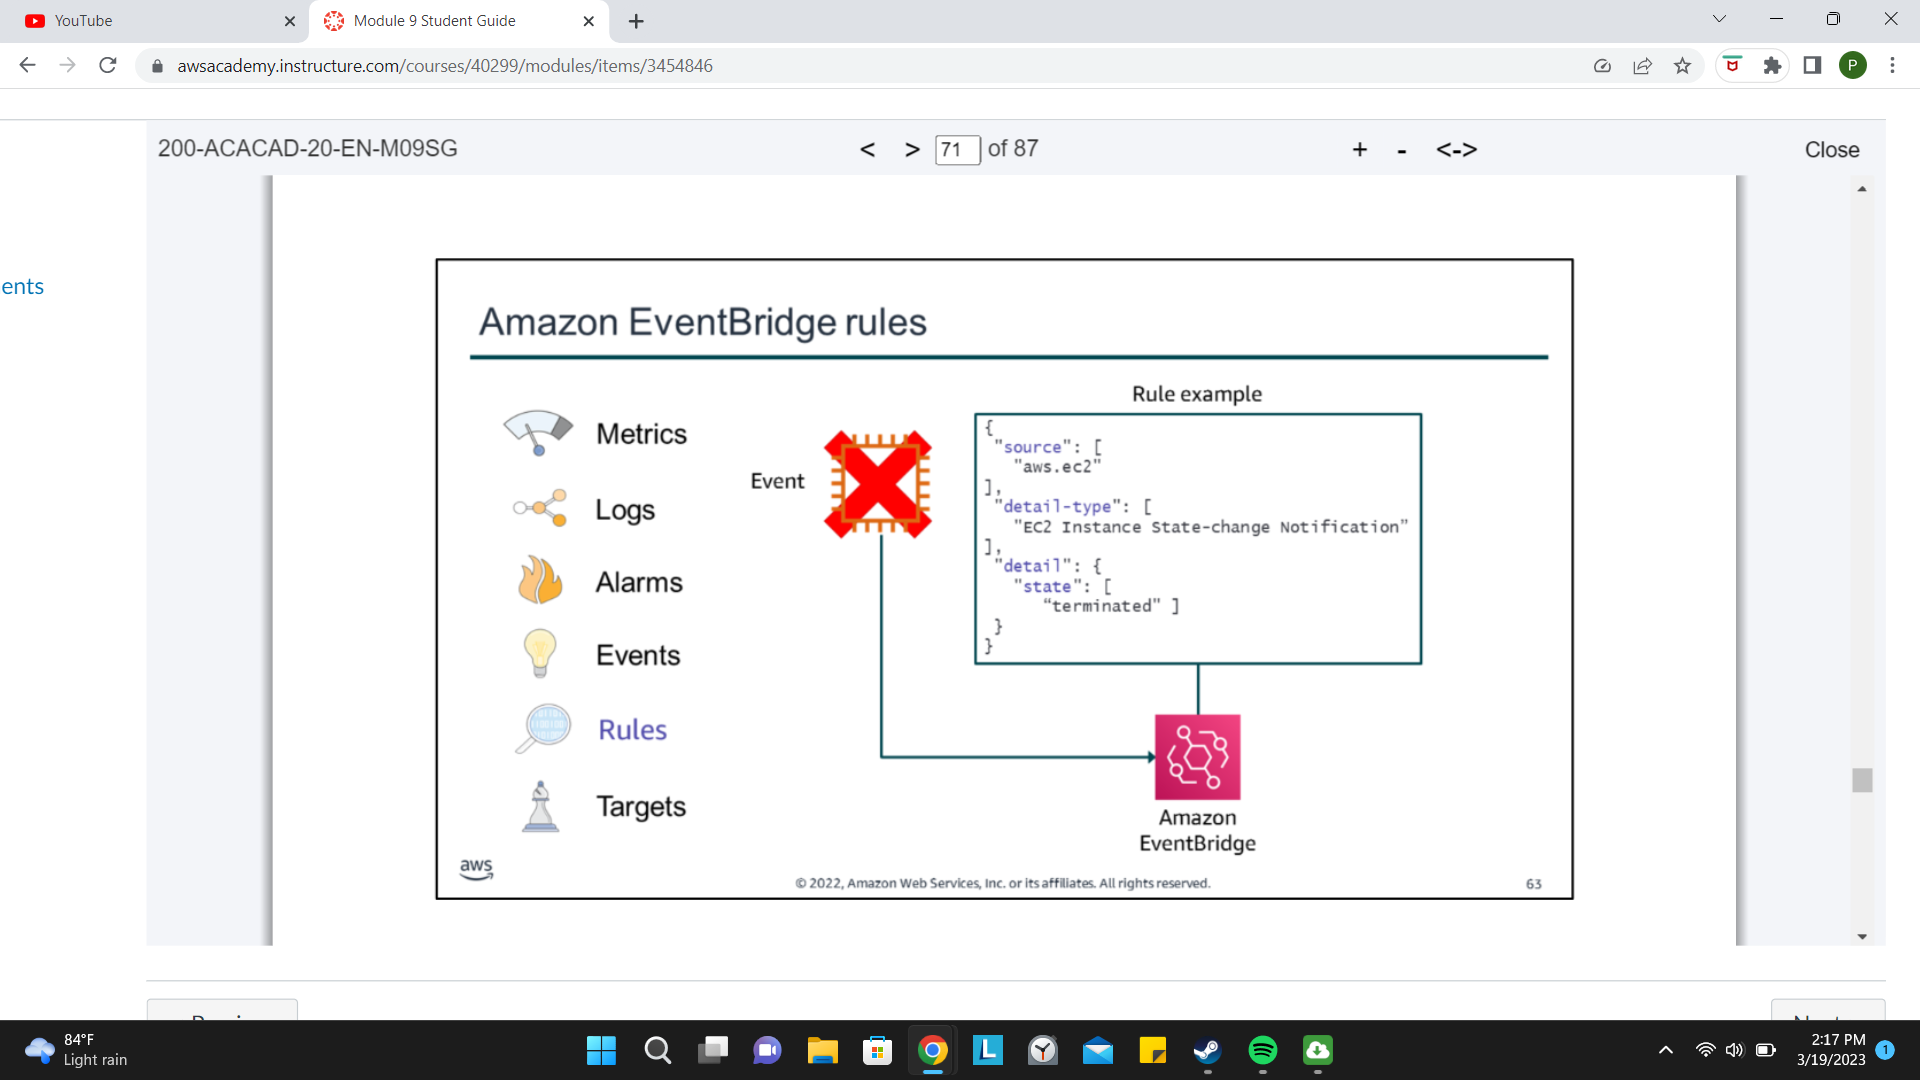 YouTube
Module 9 Student Guide
awsacademy.instructure.com/courses/40299/modules/items/3454846
P
200-ACACAD-20-EN-M09SG
< > 71 of 87
+ - <->
Close
ents
Amazon EventBridge rules
Metrics
Logs
Alarms
Events
Rules
Targets
Event
Rule example
{
"source": [
"aws.ec2"
],
"detail-type": [
"EC2 Instance State-change Notification"
],
"detail": {
"state": [
"terminated" ]
}
}
Amazon
EventBridge
aws
© 2022, Amazon Web Services, Inc. or its affiliates. All rights reserved.
63
84°F
Light rain
L
2:17 PM
3/19/2023
1